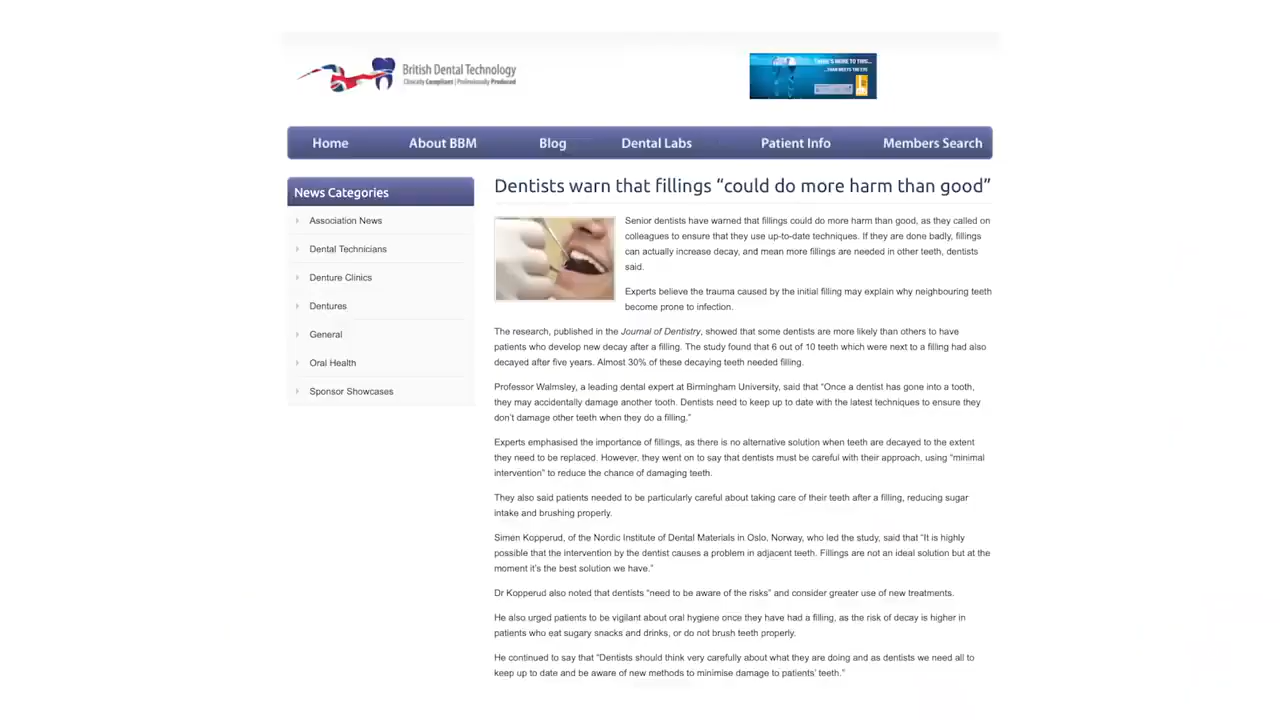 British Dental Technology
Clinically Compliant | Professionally Produced
THERE'S MORE TO THIS...
...THAN MEETS THE EYE
Home About BBM Blog Dental Labs Patient Info Members Search
News Categories
Association News
Dental Technicians
Denture Clinics
Dentures
General
Oral Health
Sponsor Showcases
Dentists warn that fillings “could do more harm than good”
Senior dentists have warned that fillings could do more harm than good, as they called on
colleagues to ensure that they use up-to-date techniques. If they are done badly, fillings
can actually increase decay, and mean more fillings are needed in other teeth, dentists
said.
Experts believe the trauma caused by the initial filling may explain why neighbouring teeth
become prone to infection.
The research, published in the Journal of Dentistry, showed that some dentists are more likely than others to have
patients who develop new decay after a filling. The study found that 6 out of 10 teeth which were next to a filling had also
decayed after five years. Almost 30% of these decaying teeth needed filling.
Professor Walmsley, a leading dental expert at Birmingham University, said that “Once a dentist has gone into a tooth,
they may accidentally damage another tooth. Dentists need to keep up to date with the latest techniques to ensure they
don’t damage other teeth when they do a filling.”
Experts emphasised the importance of fillings, as there is no alternative solution when teeth are decayed to the extent
they need to be replaced. However, they went on to say that dentists must be careful with their approach, using “minimal
intervention” to reduce the chance of damaging teeth.
They also said patients needed to be particularly careful about taking care of their teeth after a filling, reducing sugar
intake and brushing properly.
Simen Kopperud, of the Nordic Institute of Dental Materials in Oslo, Norway, who led the study, said that “It is highly
possible that the intervention by the dentist causes a problem in adjacent teeth. Fillings are not an ideal solution but at the
moment it’s the best solution we have.”
Dr Kopperud also noted that dentists “need to be aware of the risks” and consider greater use of new treatments.
He also urged patients to be vigilant about oral hygiene once they have had a filling, as the risk of decay is higher in
patients who eat sugary snacks and drinks, or do not brush teeth properly.
He continued to say that “Dentists should think very carefully about what they are doing and as dentists we need all to
keep up to date and be aware of new methods to minimise damage to patients’ teeth.”